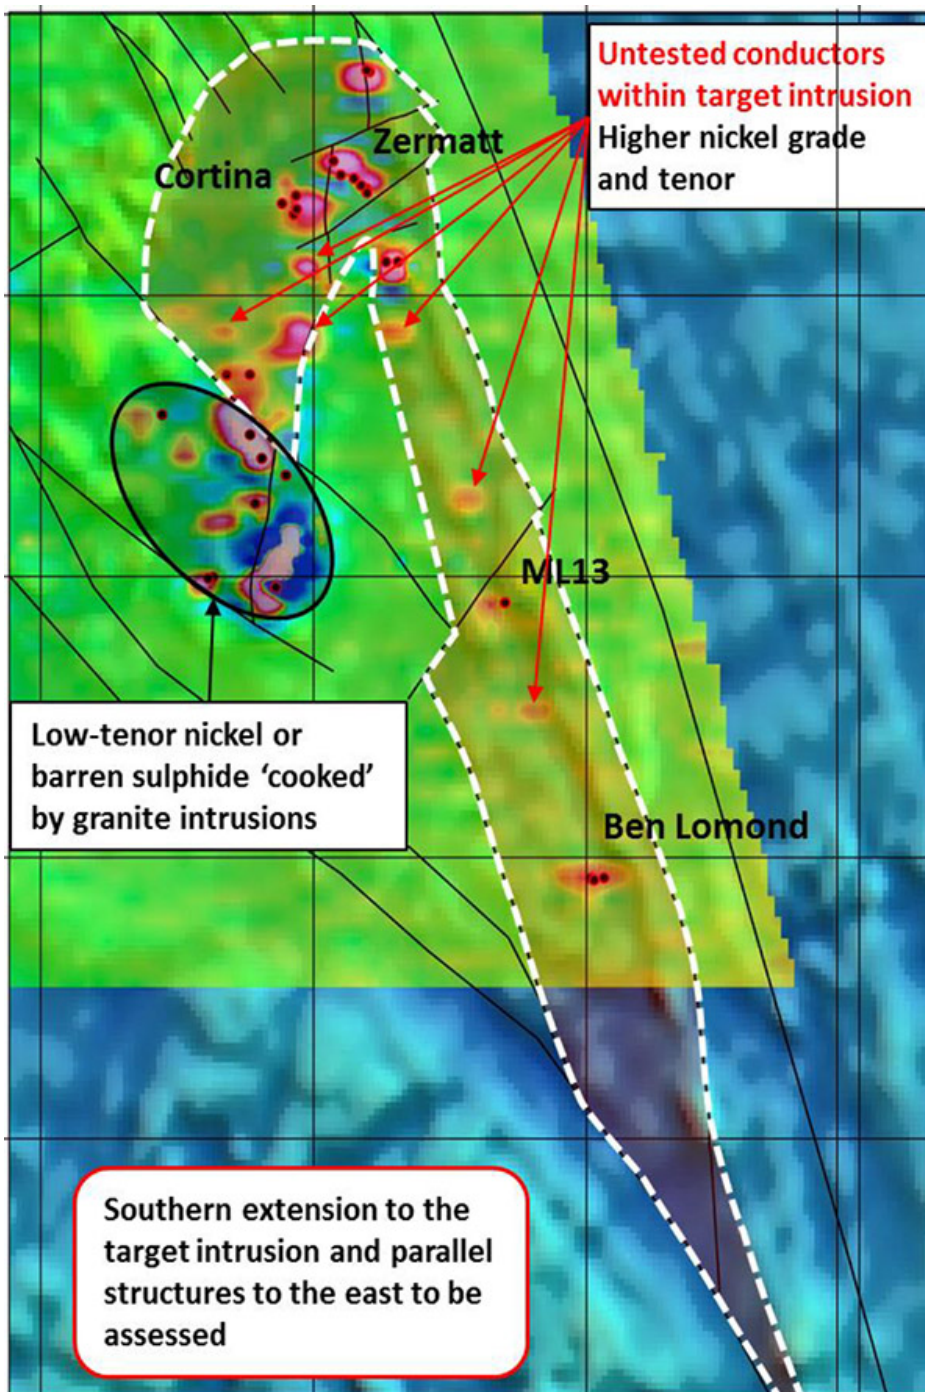 Untested conductors
within target intrusion
Higher nickel grade
and tenor
Zermatt
Cortina
ML13
Low-tenor nickel or
barren sulphide ‘cooked’
by granite intrusions
Ben Lomond
Southern extension to the
target intrusion and parallel
structures to the east to be
assessed